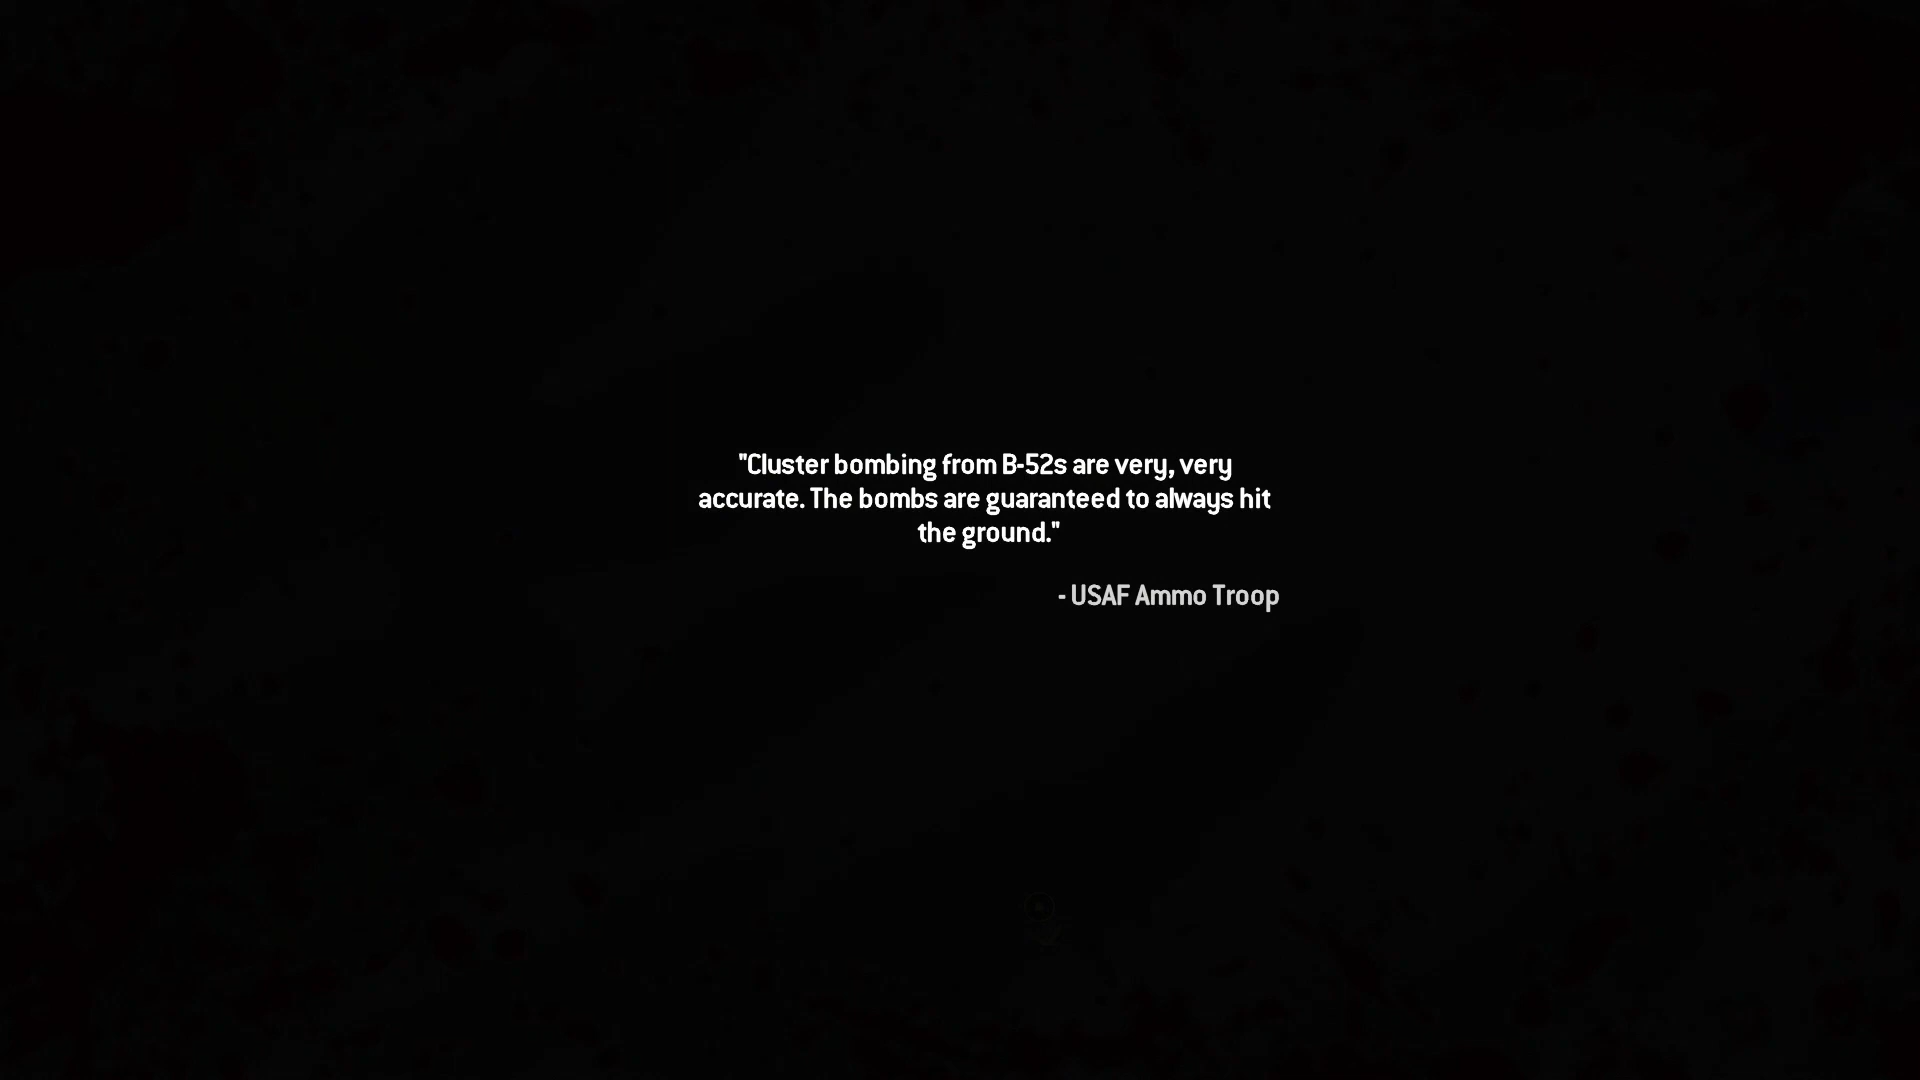 "Cluster bombing from B-52s are very, very
accurate. The bombs are guaranteed to always hit
the ground."
- USAF Ammo Troop